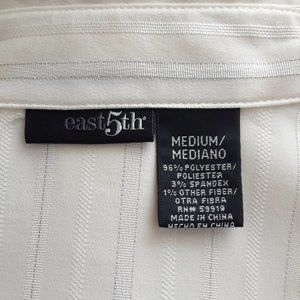 east5th
MEDIUM/
MEDIANO
96% POLYESTER/
POLIESTER
3% SPANDEX
1% OTHER FIBER/
OTRA FIBRA
RN# 59919
MADE IN CHINA
HECHO EN CHINA